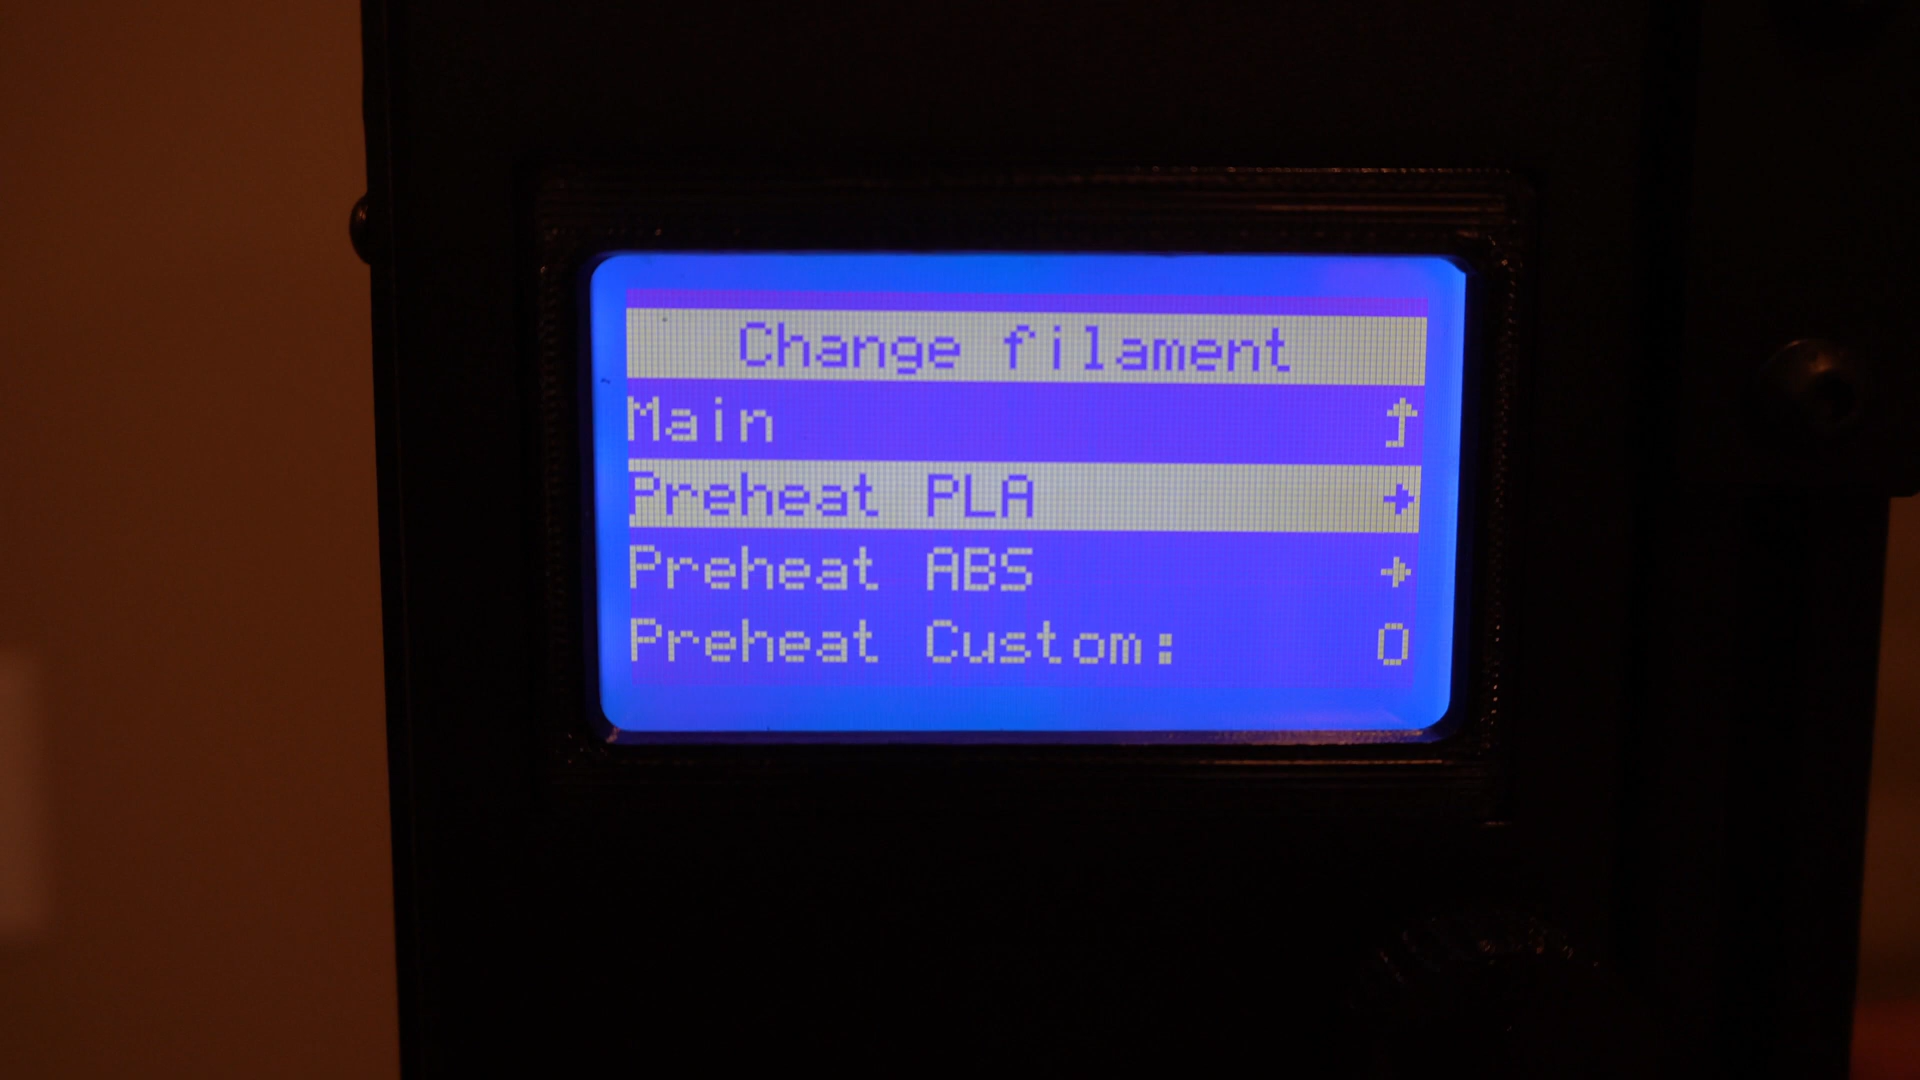 Change filament
Main ⤴
Preheat PLA →
Preheat ABS →
Preheat Custom: 0